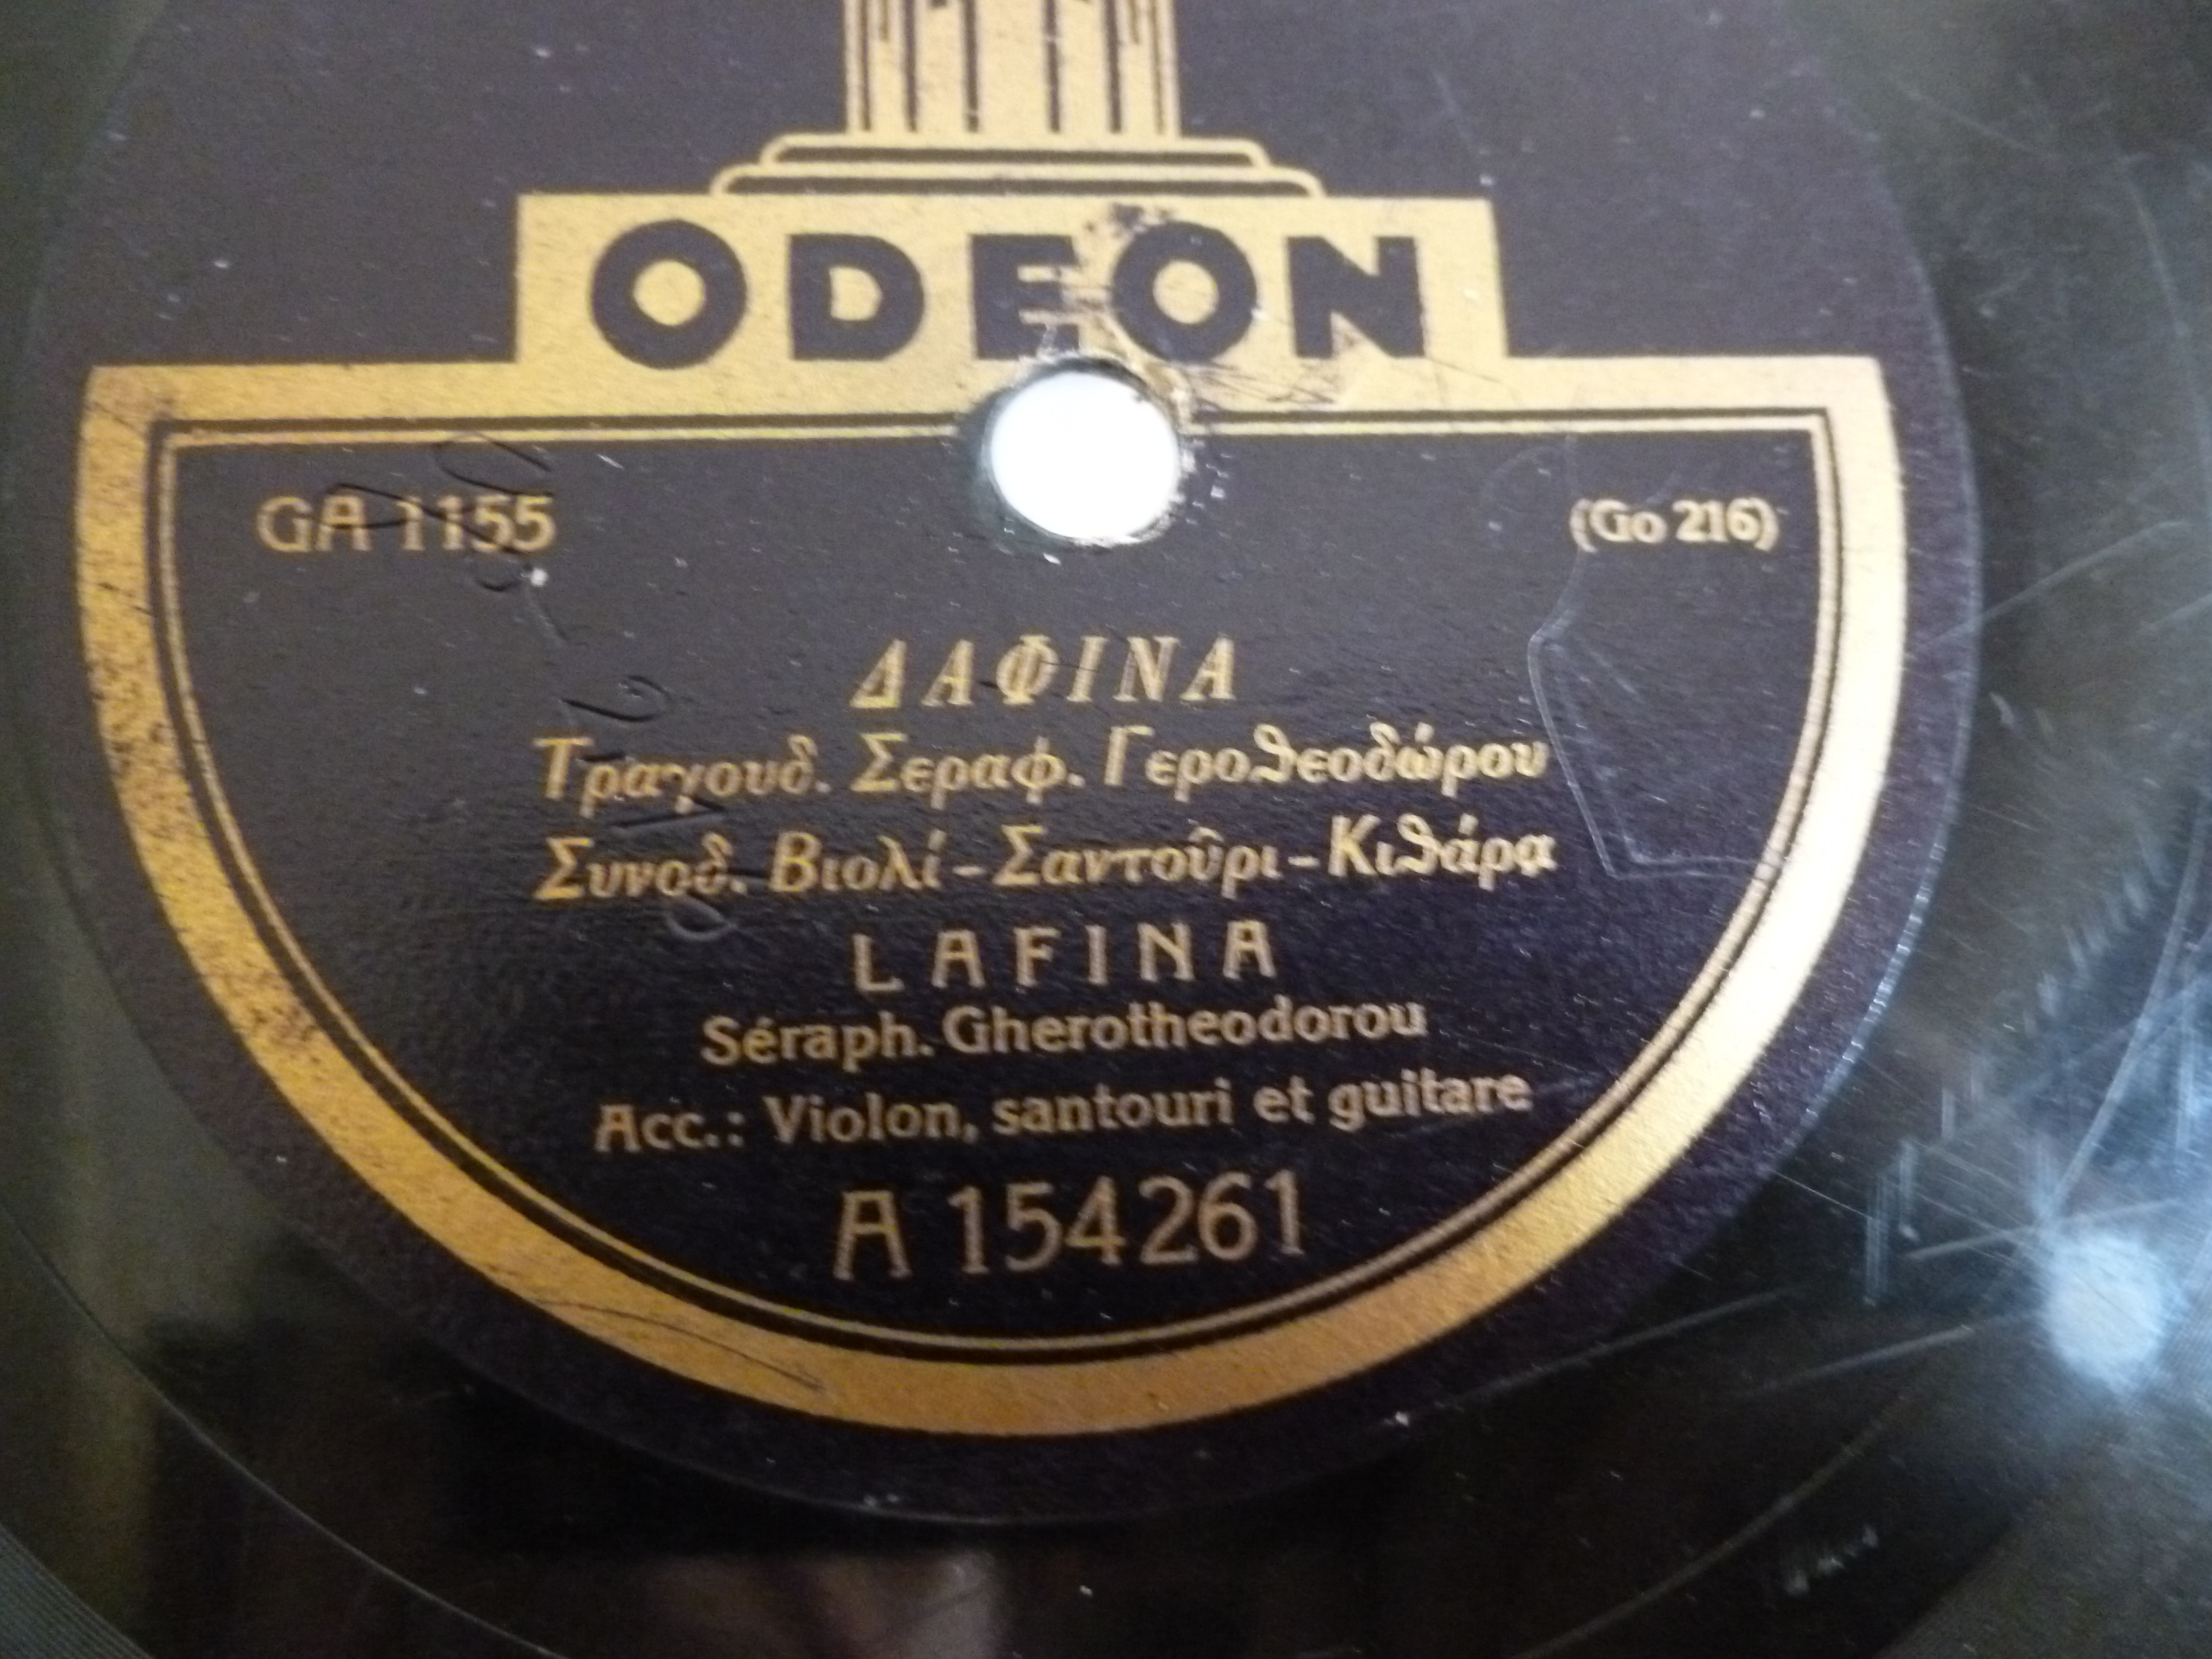 ODEON
GA 1155
(Go 216)
ΔΑΦΙΝΑ
Τραγουδ. Σεραφ. Γεροθεοδώρου
Συνοδ. Βιολί-Σαντοῦρι-Κιθάρα
LAFINA
Séraph. Gherotheodorou
Acc.: Violon, santouri et guitare
A 154261